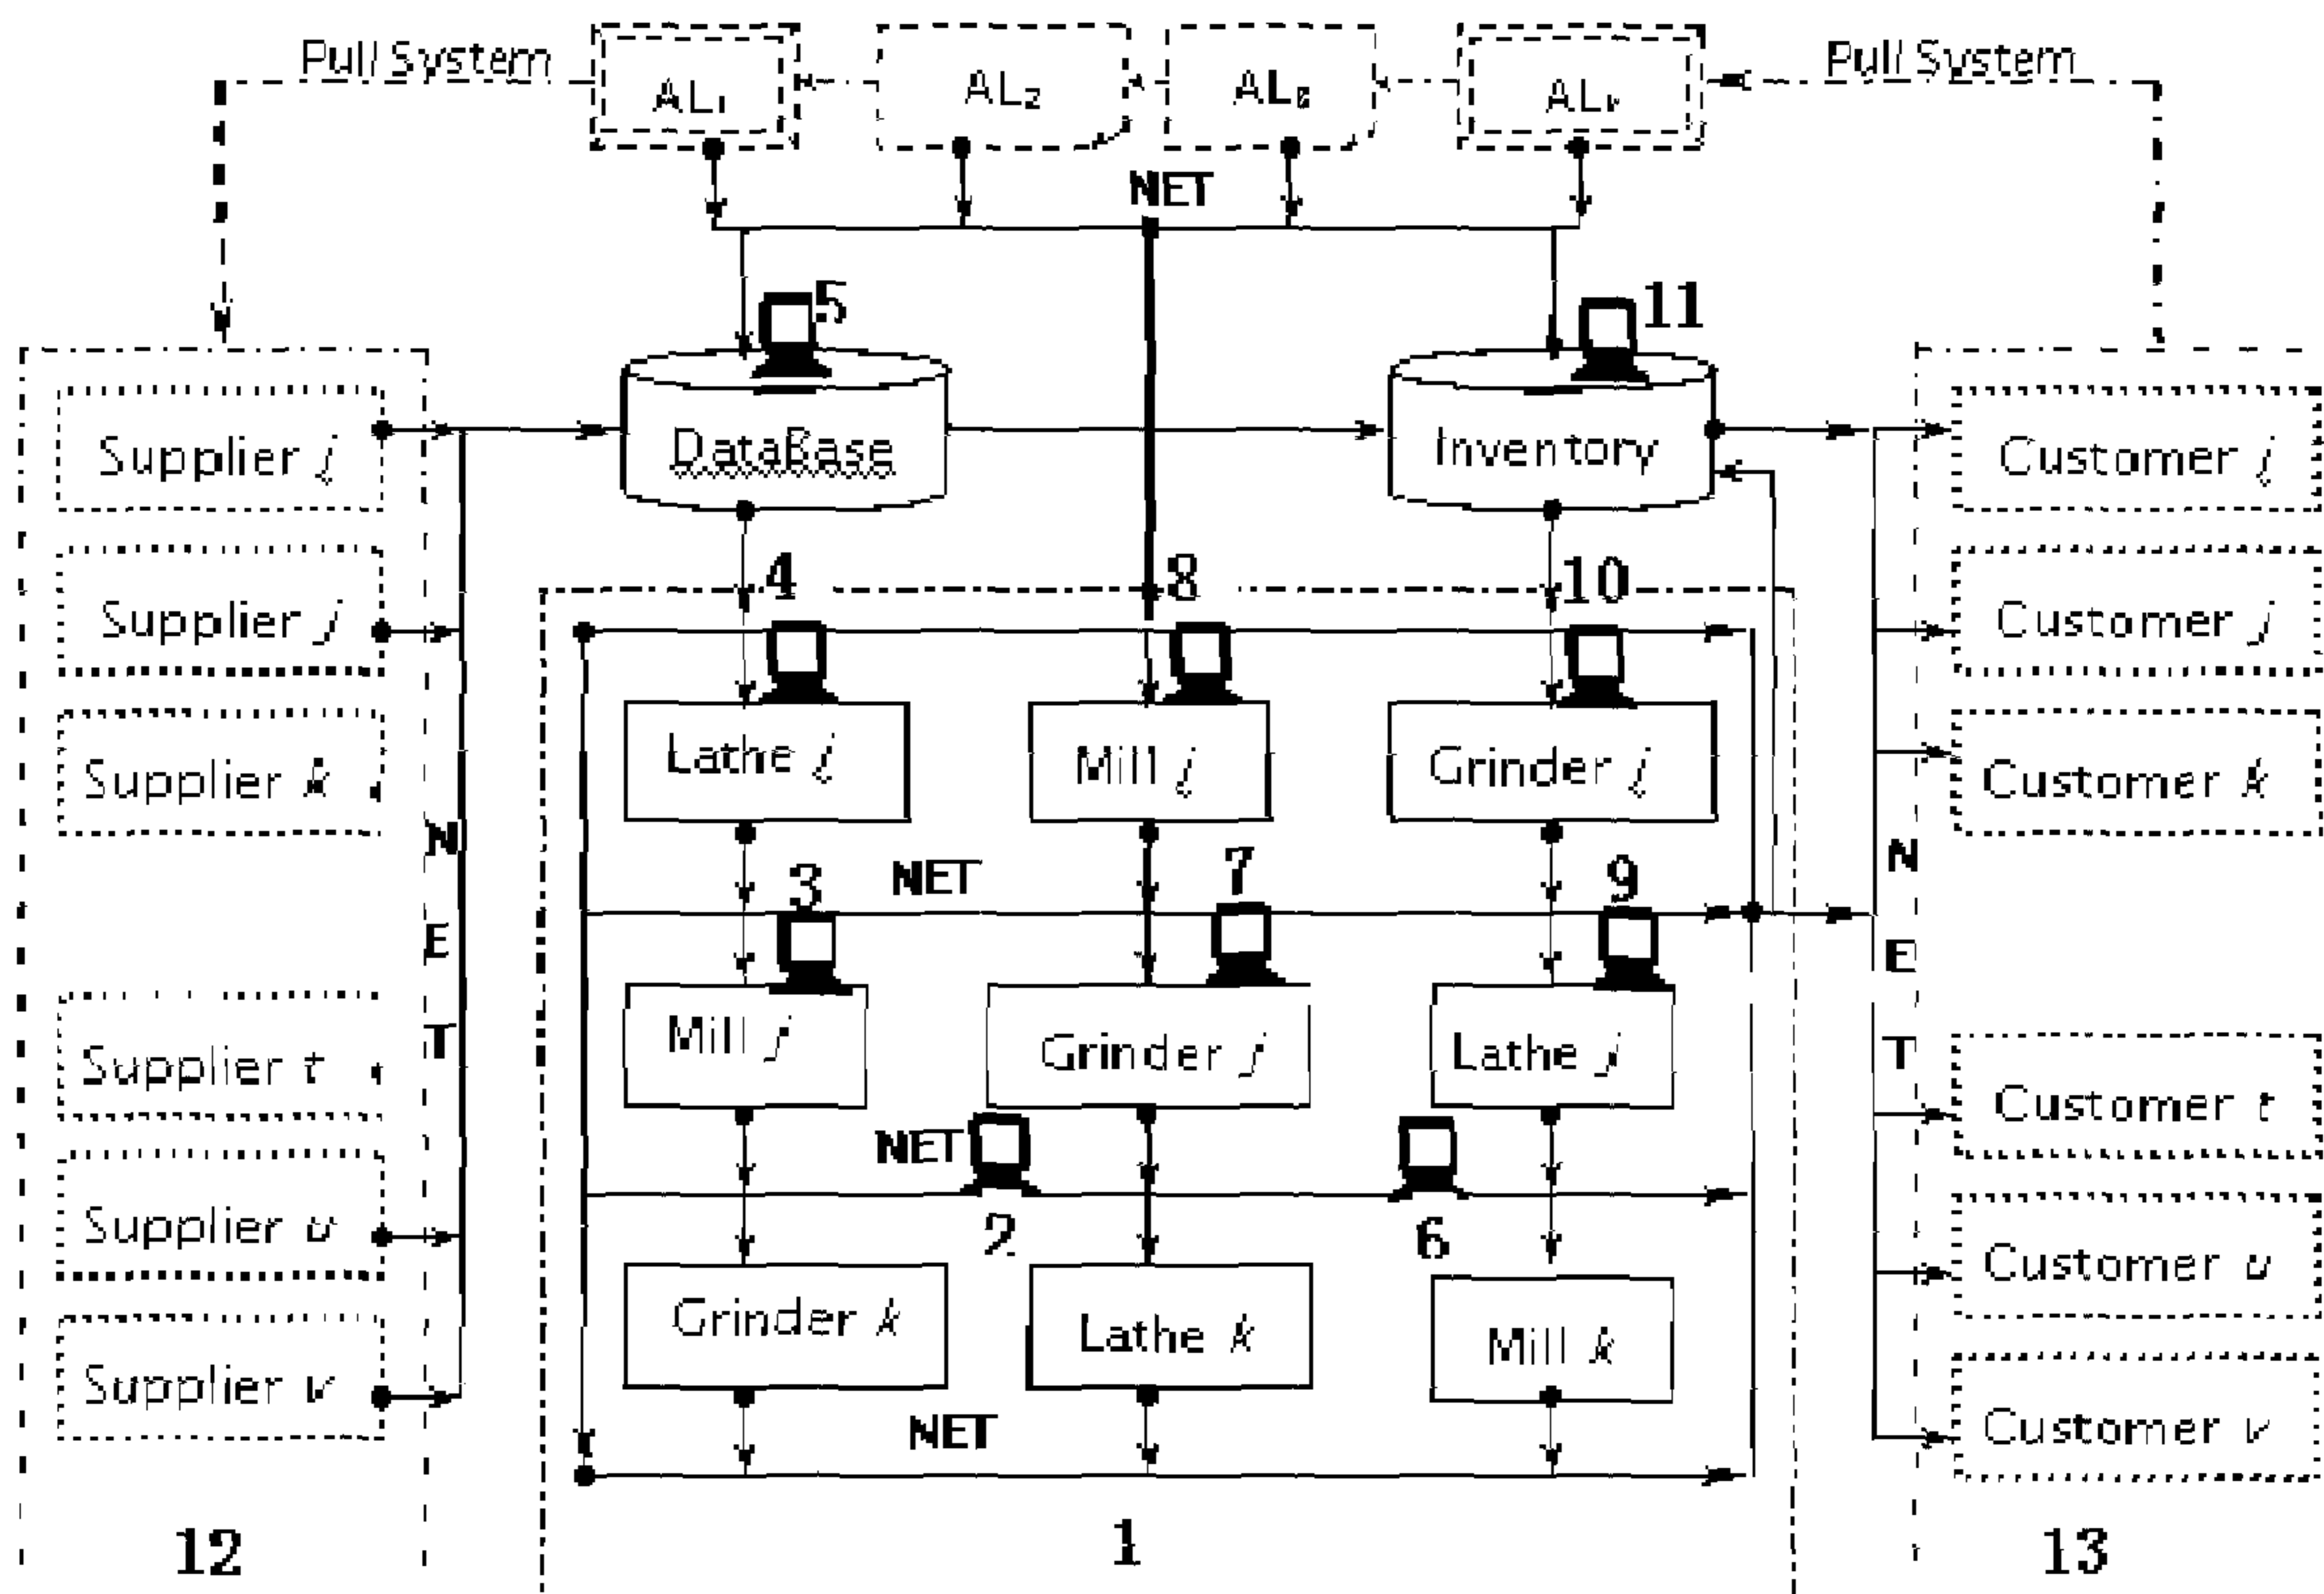 Pull System
Pull System
AL₁
AL₂
NET
5
11
Supplier i
DataBase
Inventory
Customer i
4
8
10
Supplier j
Customer j
Lathe i
Mill i
Grinder i
Supplier k
Customer k
3
NET
7
9
N
E
T
N
E
T
Mill j
Grinder j
Lathe j
Supplier t
Customer t
NET
2
6
Supplier u
Customer u
Grinder k
Lathe k
Mill k
Supplier v
Customer v
NET
12
1
13